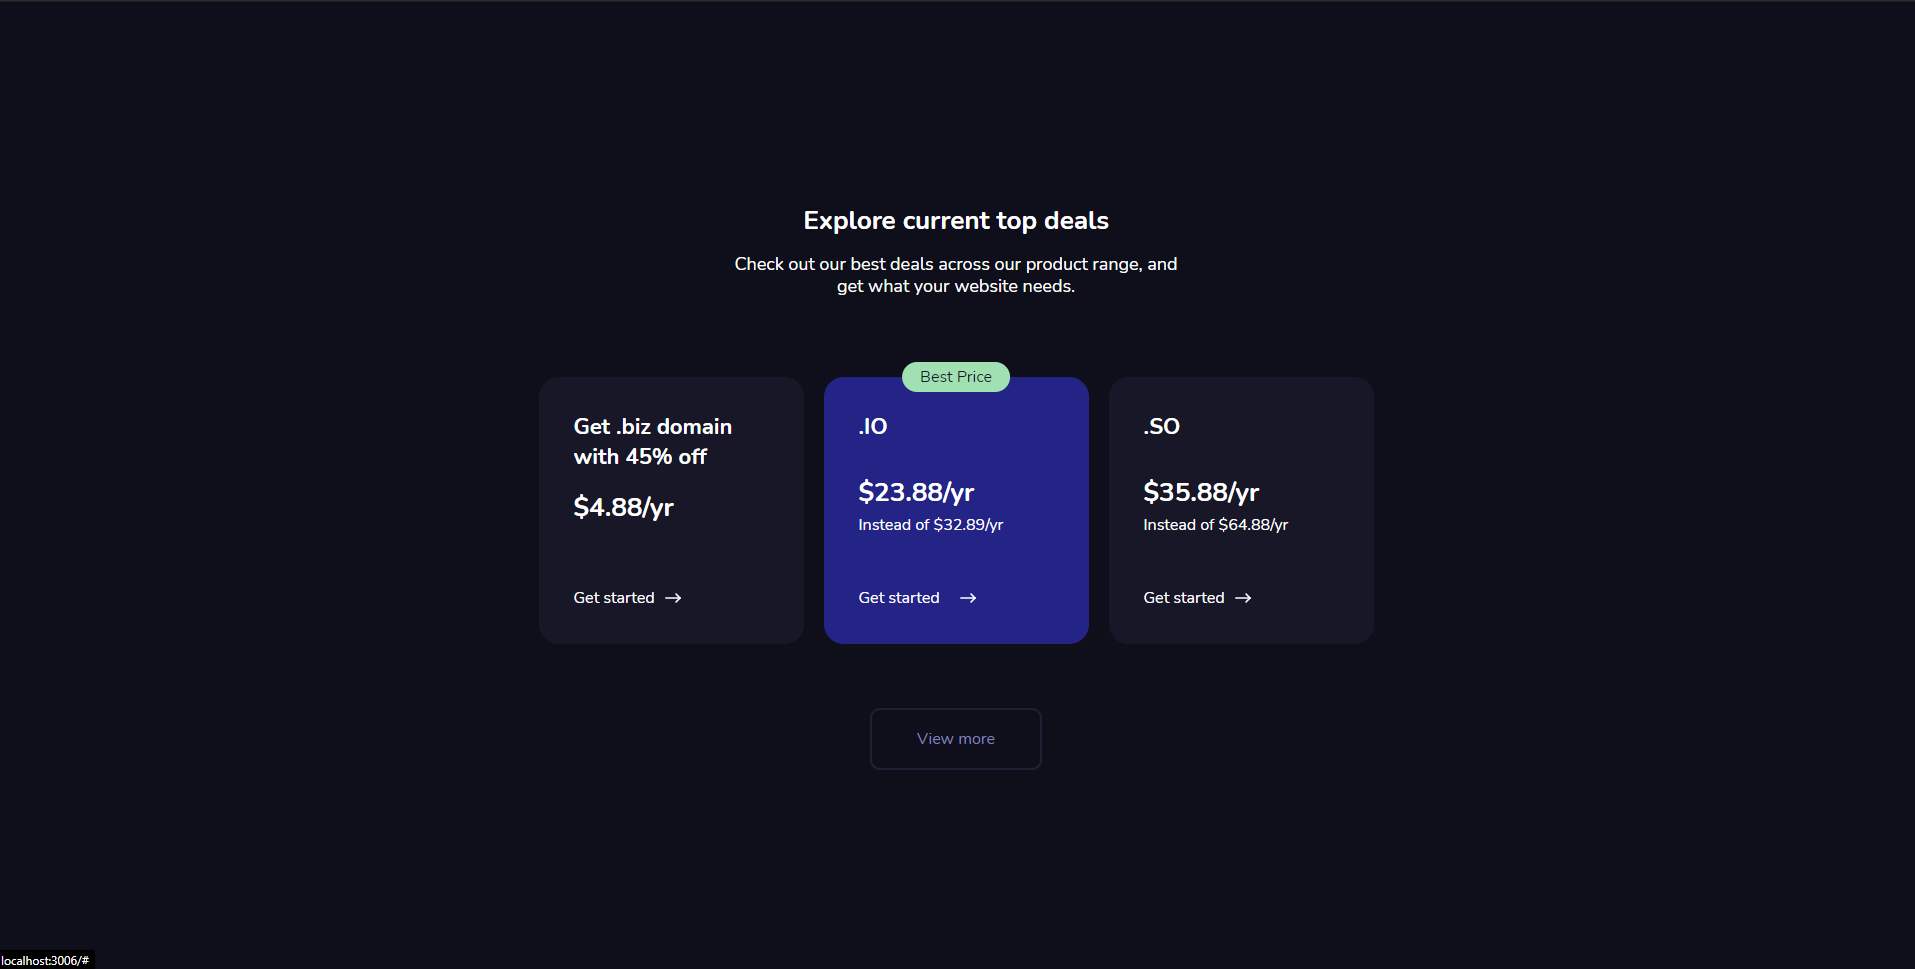 Explore current top deals
Check out our best deals across our product range, and
get what your website needs.
Best Price
Get .biz domain
with 45% off
$4.88/yr
Get started
.IO
$23.88/yr
Instead of $32.89/yr
Get started
.SO
$35.88/yr
Instead of $64.88/yr
Get started
View more
localhost:3006/#